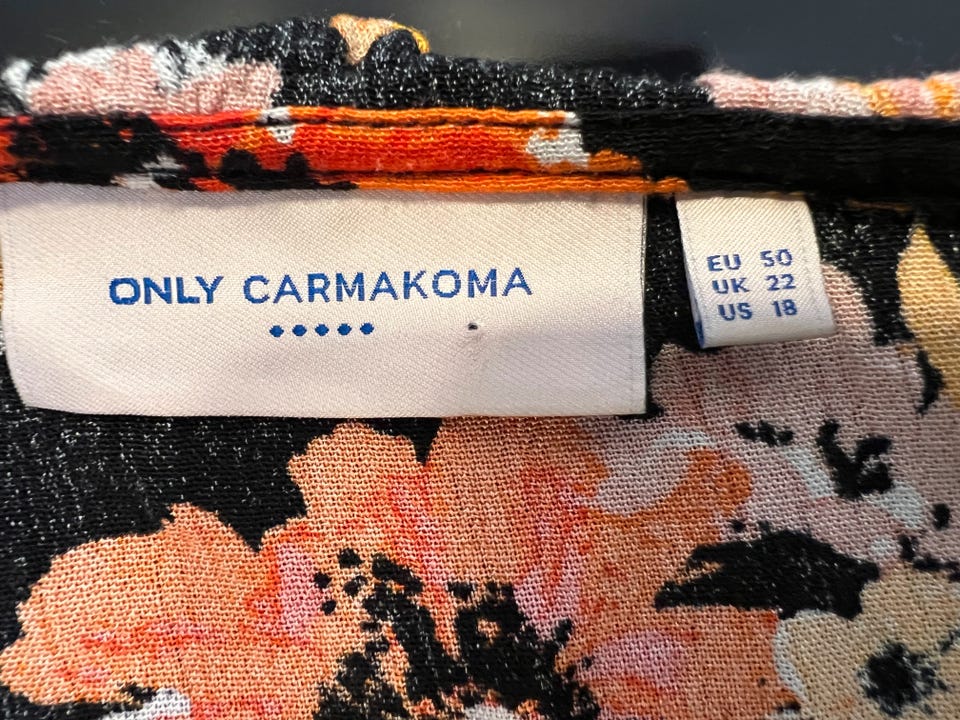 ONLY CARMAKOMA
EU 50
UK 22
US 18